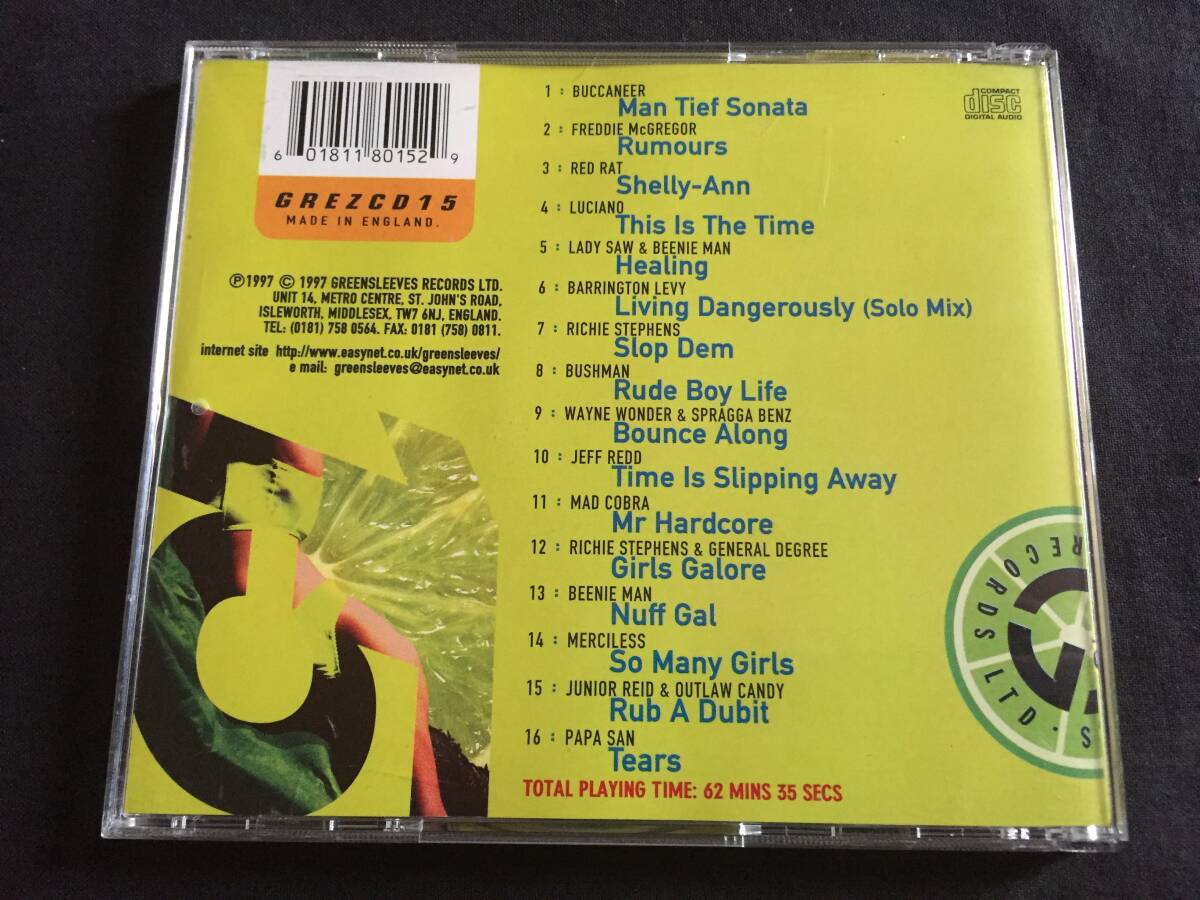 6 01811 80152 9
GREZCD15
MADE IN ENGLAND.
℗1997 © 1997 GREENSLEEVES RECORDS LTD.
UNIT 14, METRO CENTRE, ST. JOHN'S ROAD,
ISLEWORTH, MIDDLESEX, TW7 6NJ, ENGLAND.
TEL: (0181) 758 0564. FAX: 0181 (758) 0811.
internet site http://www.easynet.co.uk/greensleeves/
e mail: greensleeves@easynet.co.uk
1 : BUCCANEER
Man Tief Sonata
2 : FREDDIE McGREGOR
Rumours
3 : RED RAT
Shelly-Ann
4 : LUCIANO
This Is The Time
5 : LADY SAW & BEENIE MAN
Healing
6 : BARRINGTON LEVY
Living Dangerously (Solo Mix)
7 : RICHIE STEPHENS
Slop Dem
8 : BUSHMAN
Rude Boy Life
9 : WAYNE WONDER & SPRAGGA BENZ
Bounce Along
10 : JEFF REDD
Time Is Slipping Away
11 : MAD COBRA
Mr Hardcore
12 : RICHIE STEPHENS & GENERAL DEGREE
Girls Galore
13 : BEENIE MAN
Nuff Gal
14 : MERCILESS
So Many Girls
15 : JUNIOR REID & OUTLAW CANDY
Rub A Dubit
16 : PAPA SAN
Tears
TOTAL PLAYING TIME: 62 MINS 35 SECS
COMPACT
disc
DIGITAL AUDIO
RECORDS LTD · S